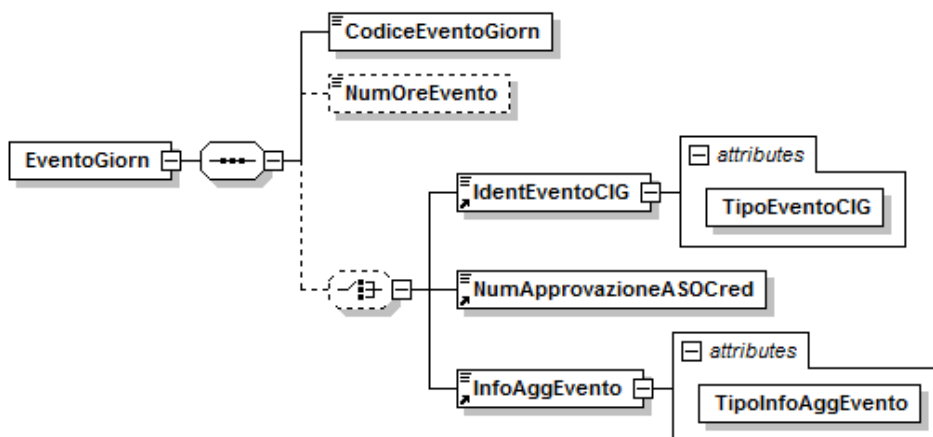 CodiceEventoGiorn
NumOreEvento
EventoGiorn
attributes
IdentEventoCIG
TipoEventoCIG
NumApprovazioneASOCred
attributes
InfoAggEvento
TipoInfoAggEvento